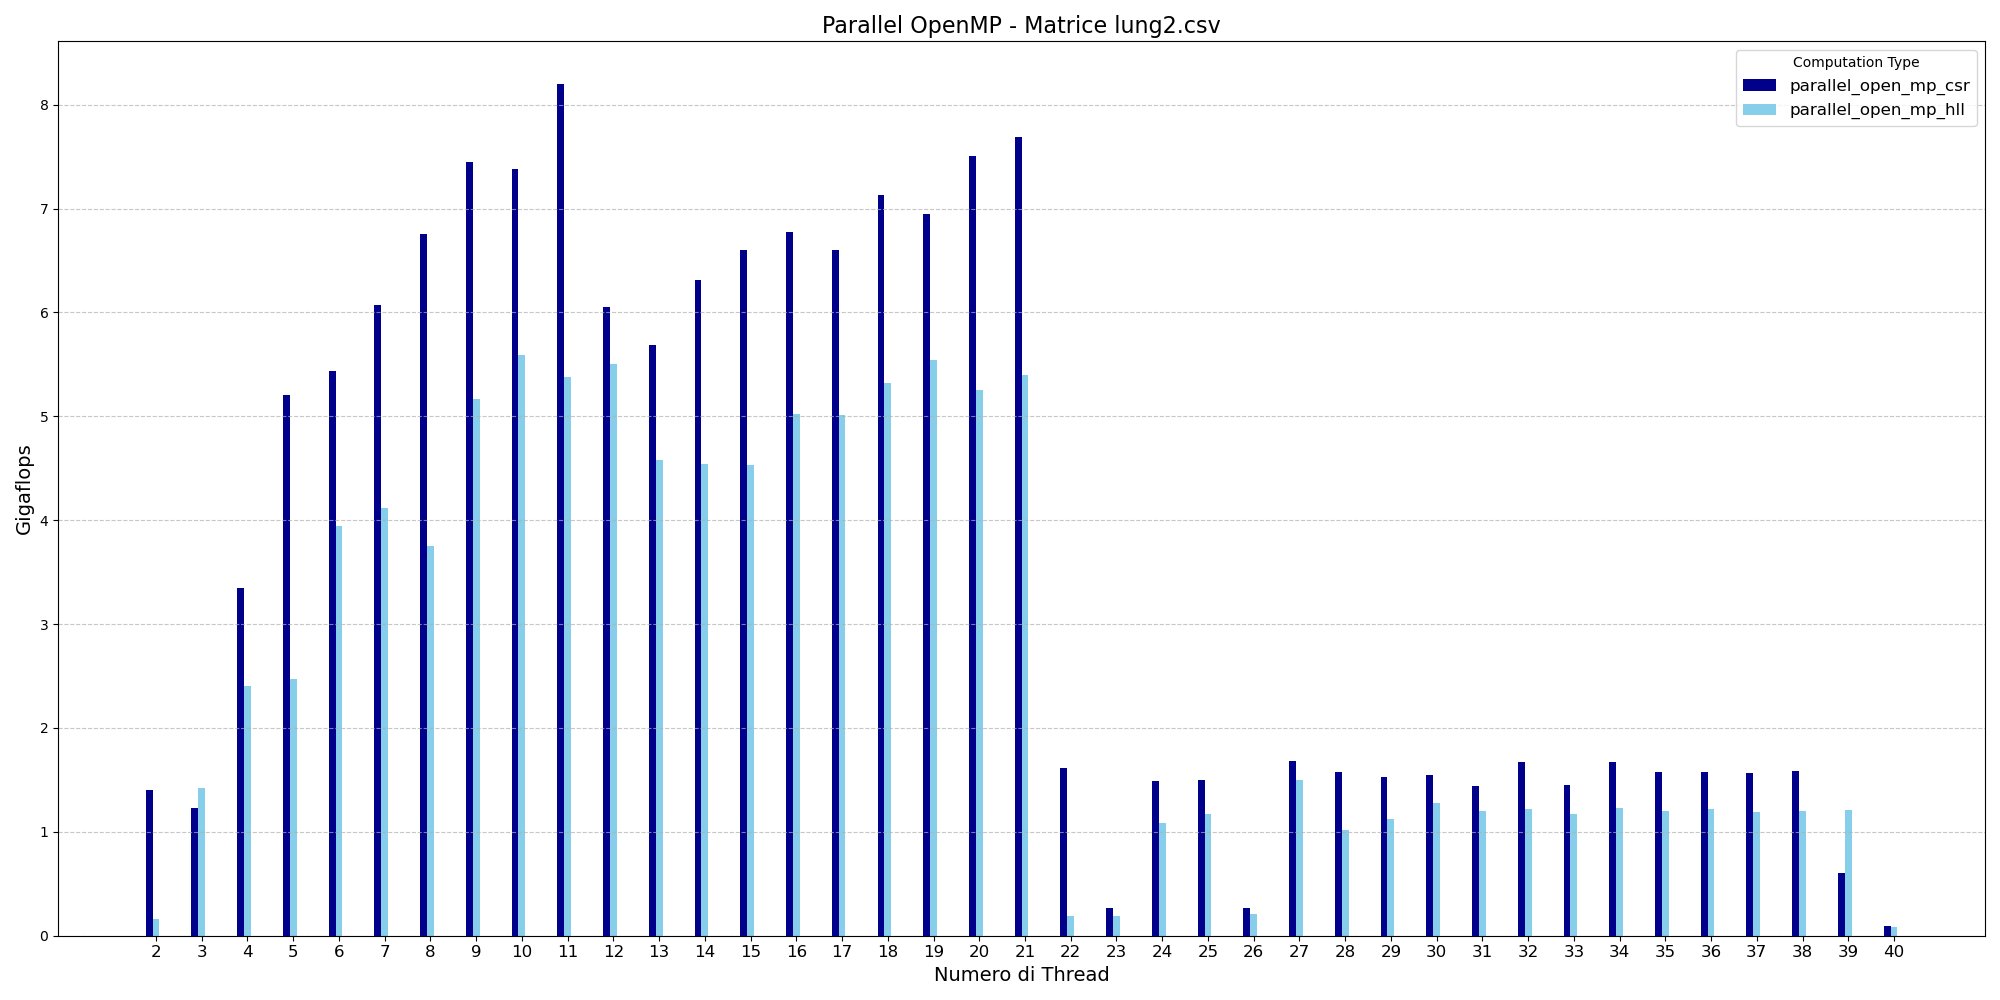 Parallel OpenMP - Matrice lung2.csv
Computation Type
parallel_open_mp_csr
parallel_open_mp_hll
Gigaflops
8
7
6
5
4
3
2
1
0
2 3 4 5 6 7 8 9 10 11 12 13 14 15 16 17 18 19 20 21 22 23 24 25 26 27 28 29 30 31 32 33 34 35 36 37 38 39 40
Numero di Thread